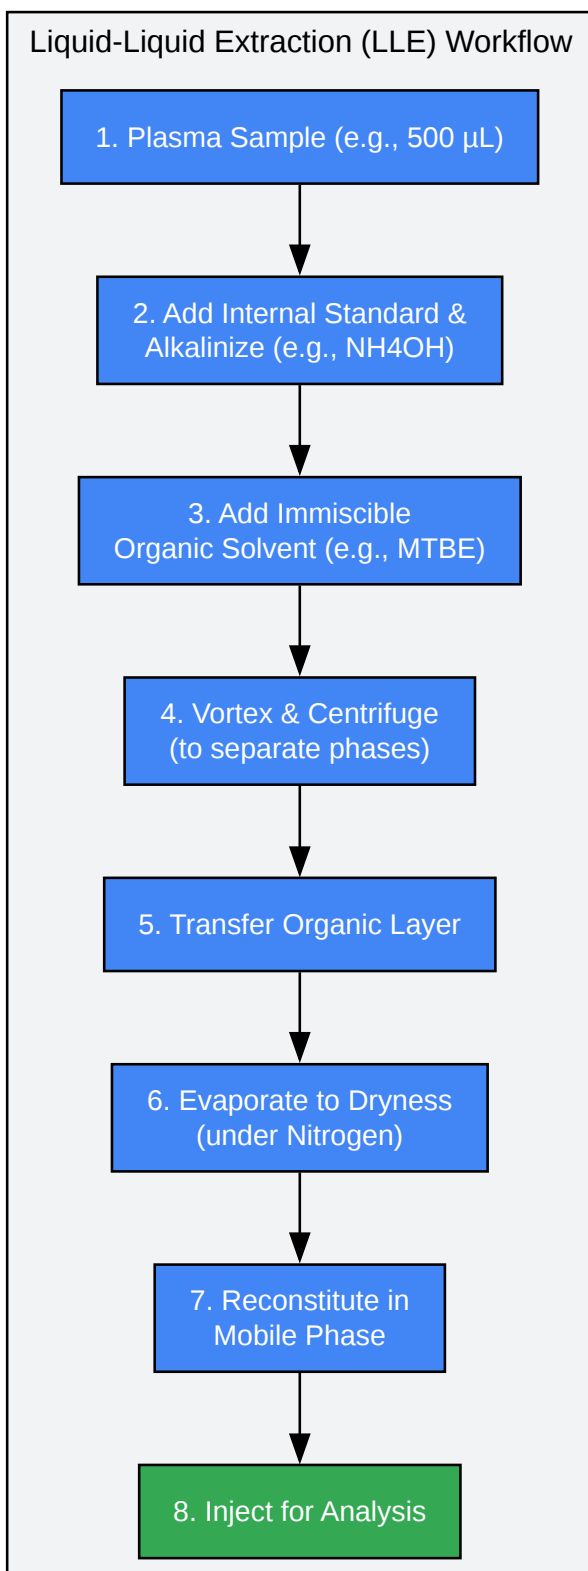 Liquid-Liquid Extraction (LLE) Workflow
1. Plasma Sample (e.g., 500 µL)
2. Add Internal Standard &
Alkalinize (e.g., NH4OH)
3. Add Immiscible
Organic Solvent (e.g., MTBE)
4. Vortex & Centrifuge
(to separate phases)
5. Transfer Organic Layer
6. Evaporate to Dryness
(under Nitrogen)
7. Reconstitute in
Mobile Phase
8. Inject for Analysis